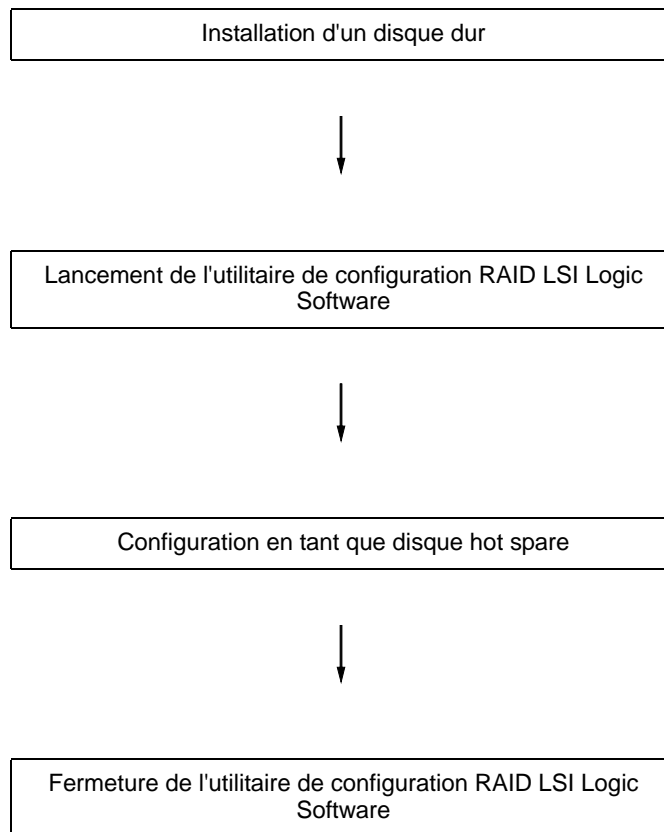 Installation d'un disque dur
Lancement de l'utilitaire de configuration RAID LSI Logic
Software
Configuration en tant que disque hot spare
Fermeture de l'utilitaire de configuration RAID LSI Logic
Software